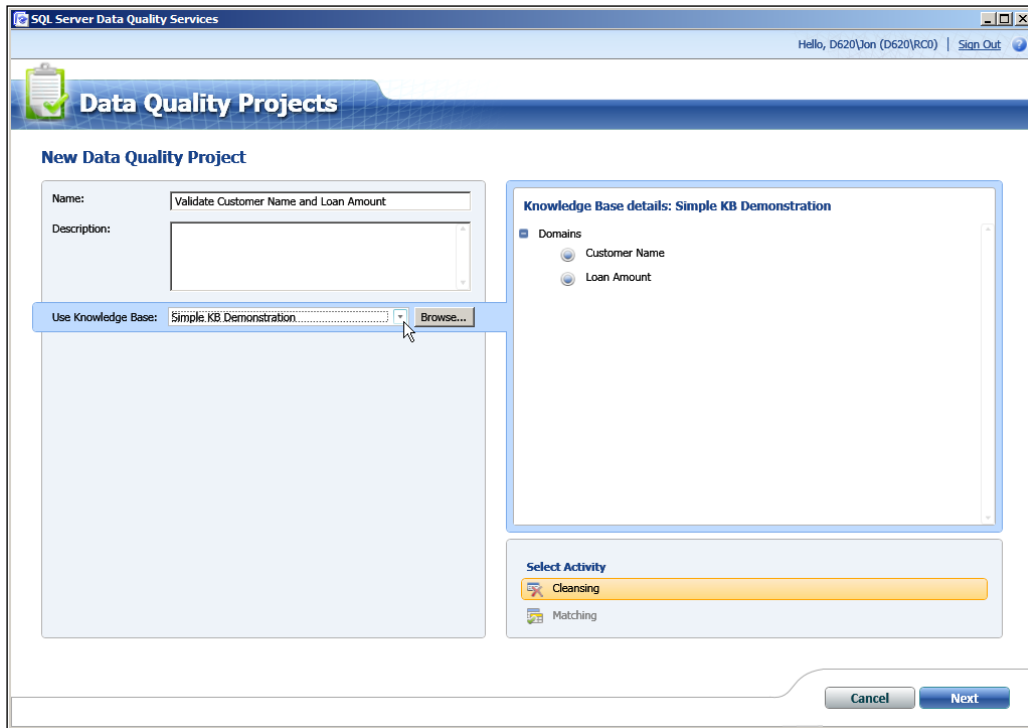 SQL Server Data Quality Services
Hello, D620\Jon (D620\RC0) | Sign Out
Data Quality Projects
New Data Quality Project
Name:
Validate Customer Name and Loan Amount
Description:
Use Knowledge Base:
Simple KB Demonstration
Browse...
Knowledge Base details: Simple KB Demonstration
Domains
Customer Name
Loan Amount
Select Activity
Cleansing
Matching
Cancel
Next